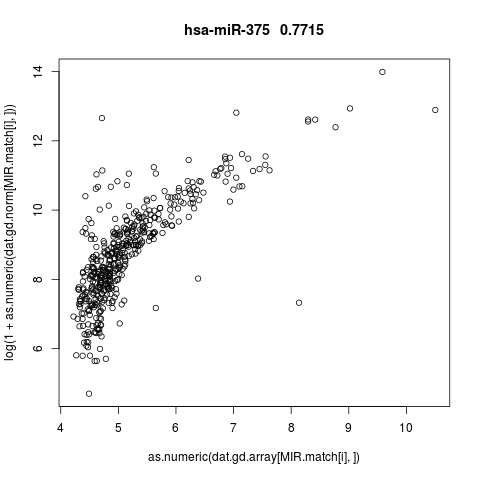 hsa-miR-375 0.7715
log(1 + as.numeric(dat.gd.norm[MIR.match[i], ]))
14
12
10
8
6
4 5 6 7 8 9 10
as.numeric(dat.gd.array[MIR.match[i], ])